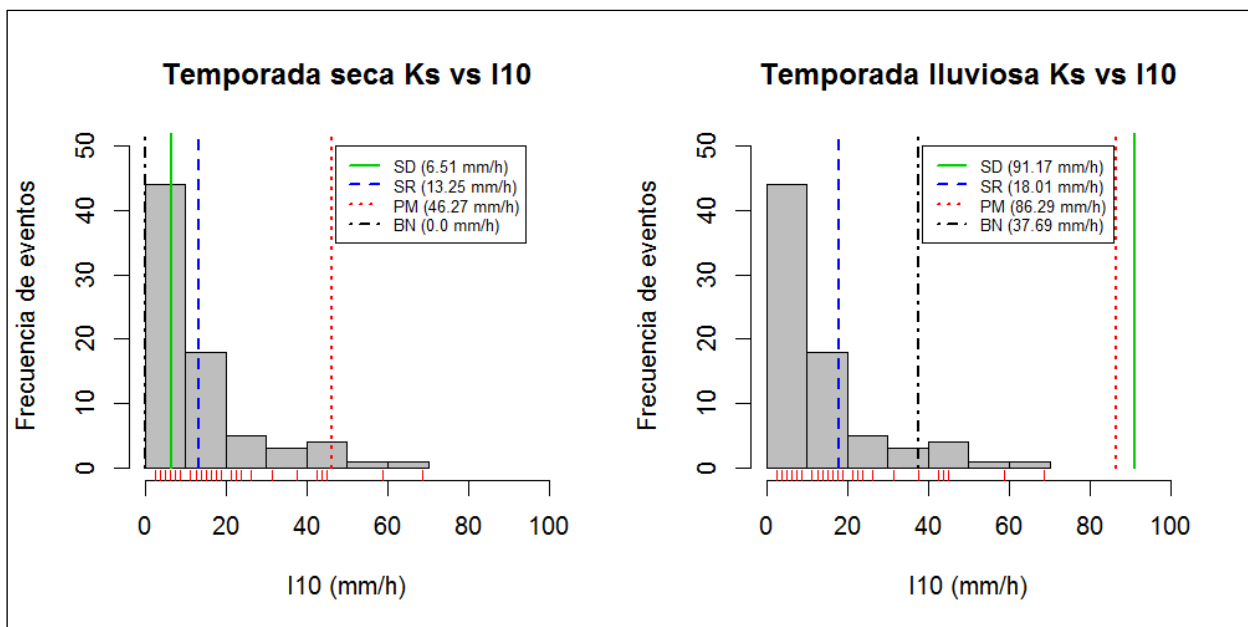 Temporada seca Ks vs I10
Frecuencia de eventos
50
40
30
20
10
0
SD (6.51 mm/h)
SR (13.25 mm/h)
PM (46.27 mm/h)
BN (0.0 mm/h)
0 20 40 60 80 100
I10 (mm/h)
Temporada lluviosa Ks vs I10
Frecuencia de eventos
50
40
30
20
10
0
SD (91.17 mm/h)
SR (18.01 mm/h)
PM (86.29 mm/h)
BN (37.69 mm/h)
0 20 40 60 80 100
I10 (mm/h)